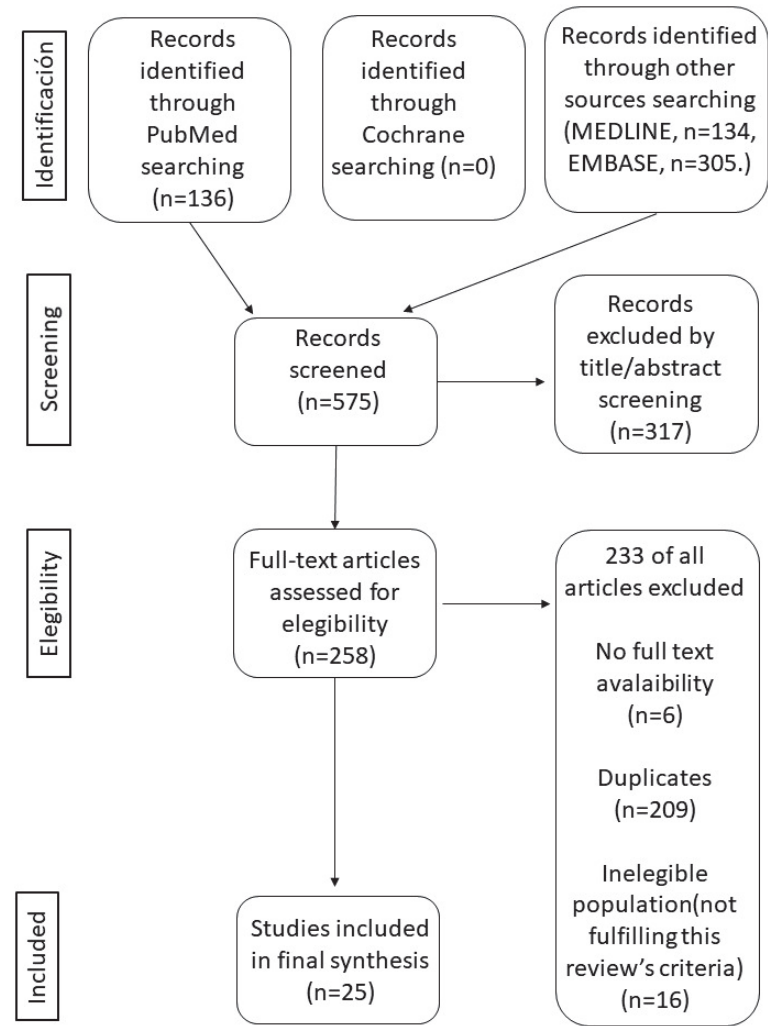 Identificación
Records
identified
through
PubMed
searching
(n=136)
Records
identified
through
Cochrane
searching (n=0)
Records identified
through other
sources searching
(MEDLINE, n=134,
EMBASE, n=305.)
Screening
Records
screened
(n=575)
Records
excluded by
title/abstract
screening
(n=317)
Elegibility
Full-text articles
assessed for
elegibility
(n=258)
233 of all
articles excluded
No full text
avalaibility
(n=6)
Duplicates
(n=209)
Inelegible
population(not
fulfilling this
review's criteria)
(n=16)
Included
Studies included
in final synthesis
(n=25)